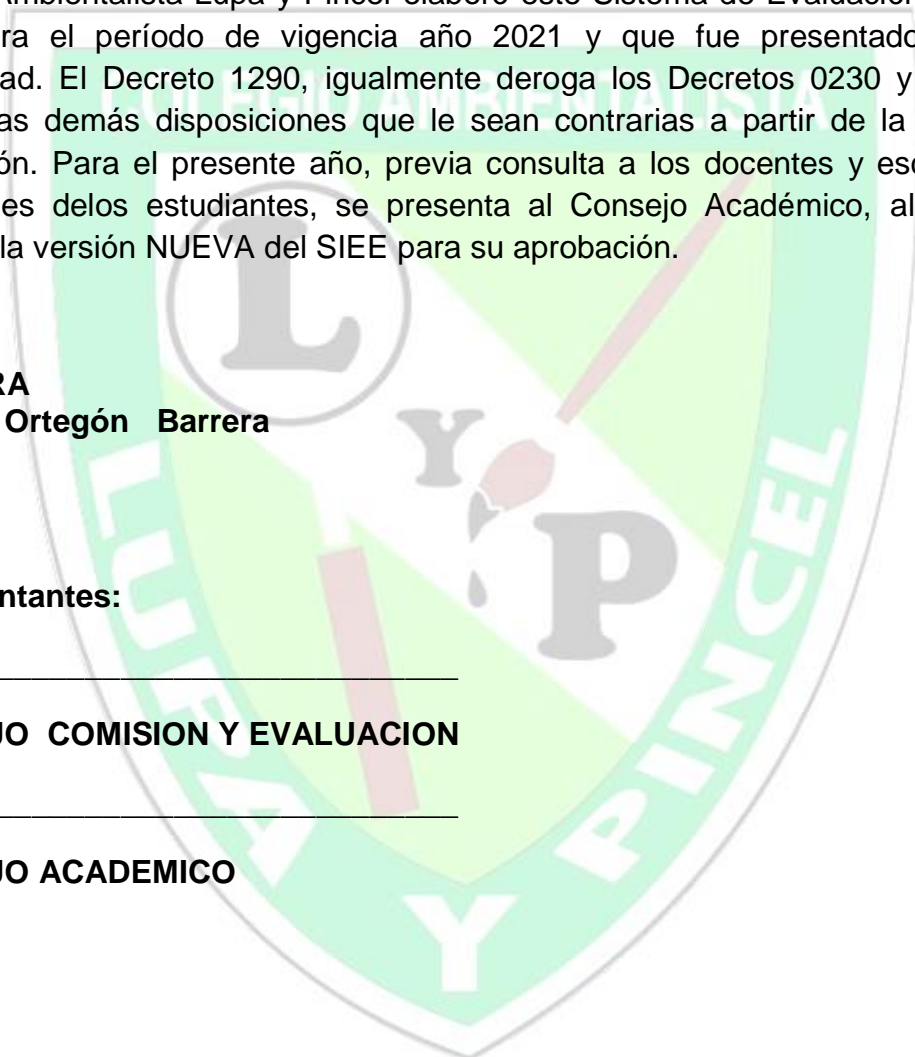 Ambientalista Lupa y Pincel elaboró este Sistema de Evaluación
ra el período de vigencia año 2021 y que fue presentado
ad. El Decreto 1290, igualmente deroga los Decretos 0230 y
as demás disposiciones que le sean contrarias a partir de la
ón. Para el presente año, previa consulta a los docentes y
es delos estudiantes, se presenta al Consejo Académico, al
la versión NUEVA del SIEE para su aprobación.
RA
Ortegón Barrera
ntantes:
JO COMISION Y EVALUACION
JO ACADEMICO
COLEGIO AMBIENTALISTA
L
Y
P
LUPA
Y
PINCEL